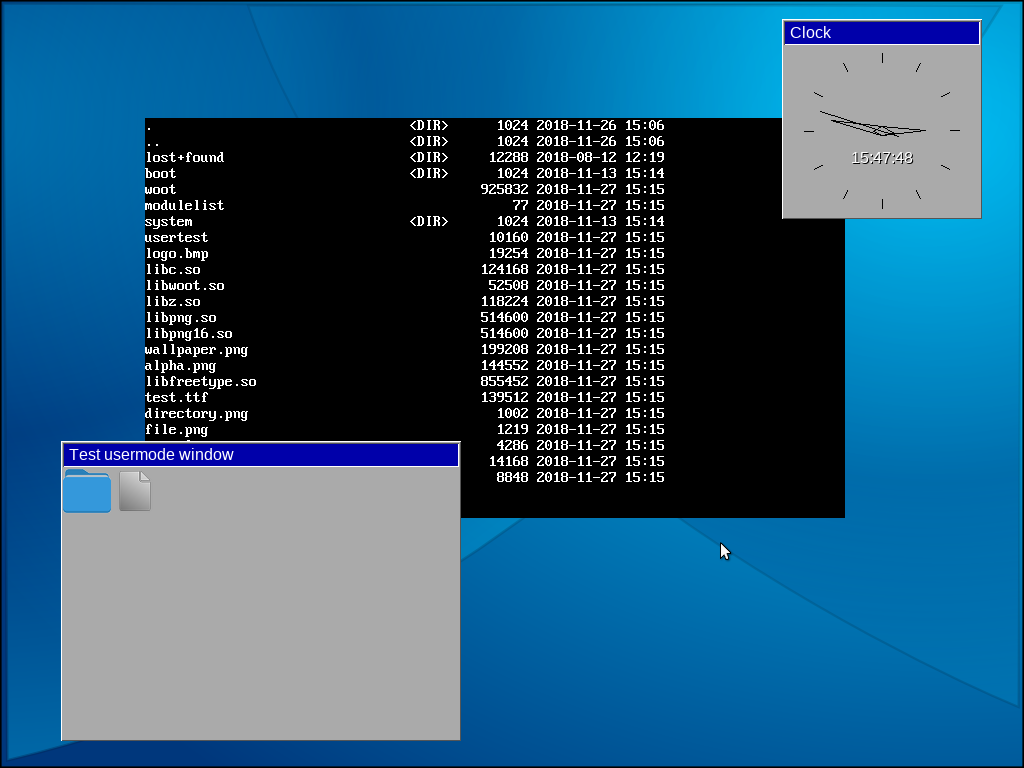 Clock
15:47:48
. <DIR> 1024 2018-11-26 15:06
.. <DIR> 1024 2018-11-26 15:06
lost+found <DIR> 12288 2018-08-12 12:19
boot <DIR> 1024 2018-11-13 15:14
woot 925832 2018-11-27 15:15
modulelist 77 2018-11-27 15:15
system <DIR> 1024 2018-11-13 15:14
usertest 10160 2018-11-27 15:15
logo.bmp 19254 2018-11-27 15:15
libc.so 124168 2018-11-27 15:15
libwoot.so 52508 2018-11-27 15:15
libz.so 118224 2018-11-27 15:15
libpng.so 514600 2018-11-27 15:15
libpng16.so 514600 2018-11-27 15:15
wallpaper.png 199208 2018-11-27 15:15
alpha.png 144552 2018-11-27 15:15
libfreetype.so 855452 2018-11-27 15:15
test.ttf 139512 2018-11-27 15:15
directory.png 1002 2018-11-27 15:15
file.png 1219 2018-11-27 15:15
4286 2018-11-27 15:15
14168 2018-11-27 15:15
8848 2018-11-27 15:15
Test usermode window